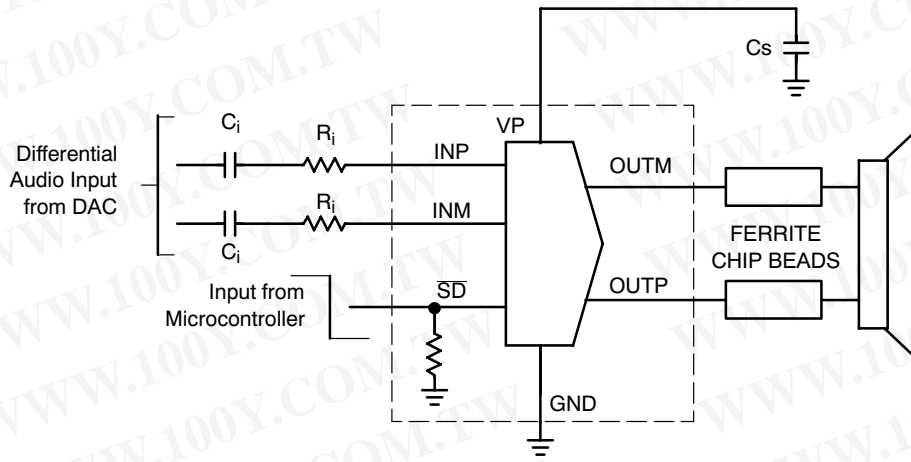 WWW.100Y.COM.TW
Cs
VP
Ci
Ri
INP
OUTM
Differential
Audio Input
from DAC
Ri
INM
Ci
FERRITE
CHIP BEADS
Input from
Microcontroller
SD
OUTP
GND